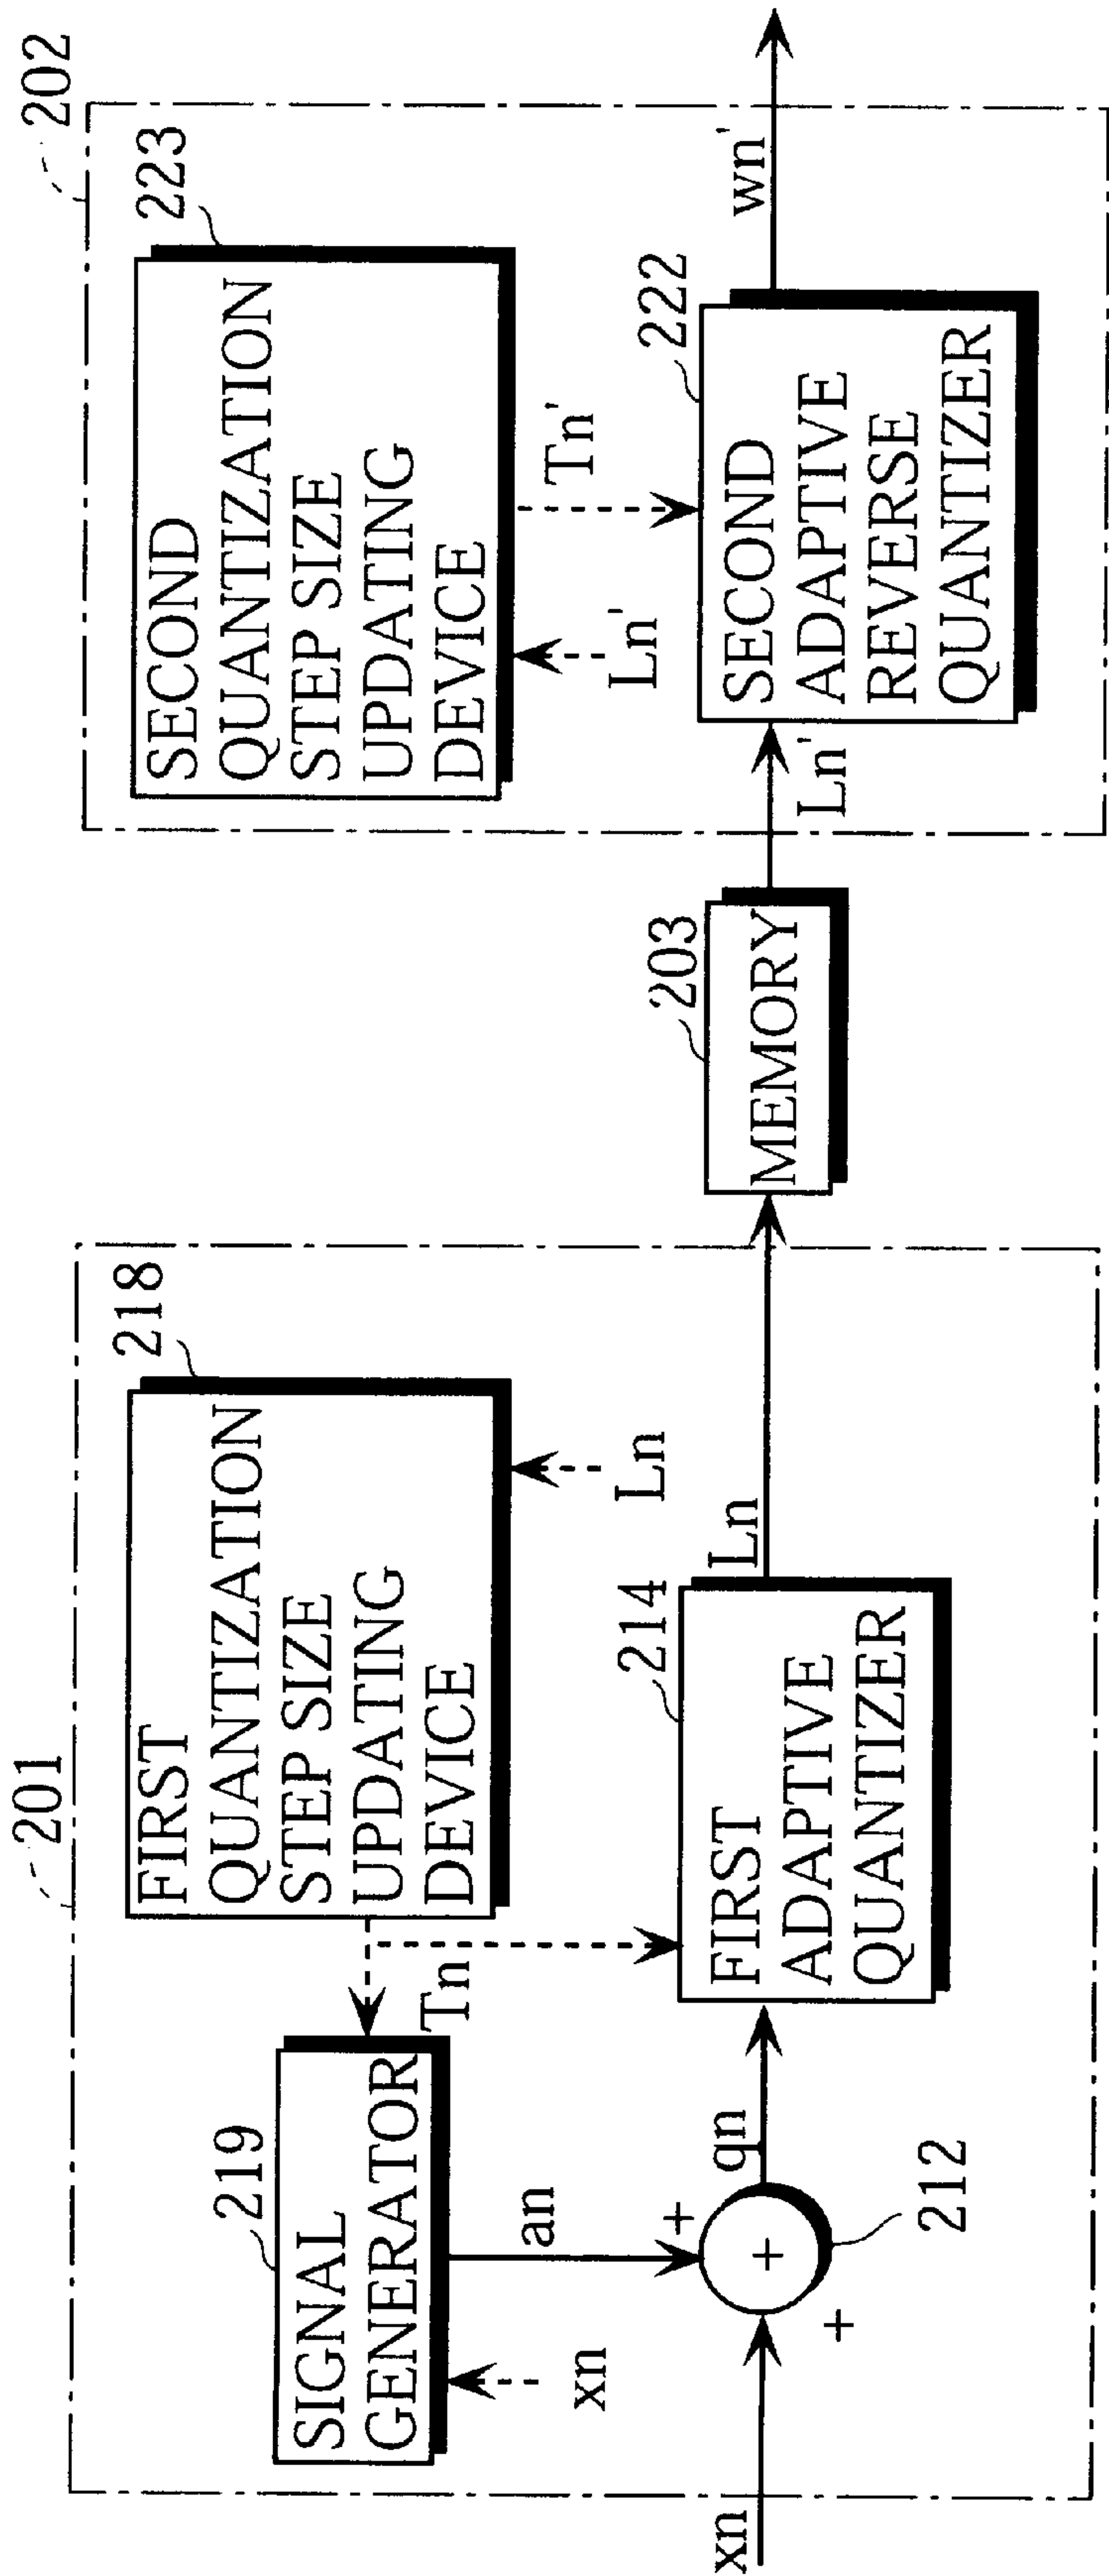 201
202
219
SIGNAL
GENERATOR
xn
an
Tn
218
FIRST
QUANTIZATION
STEP SIZE
UPDATING
DEVICE
Ln
xn
+
+
+
212
qn
214
FIRST
ADAPTIVE
QUANTIZER
Ln
203
MEMORY
Ln'
223
SECOND
QUANTIZATION
STEP SIZE
UPDATING
DEVICE
Ln'
Tn'
222
SECOND
ADAPTIVE
REVERSE
QUANTIZER
wn'